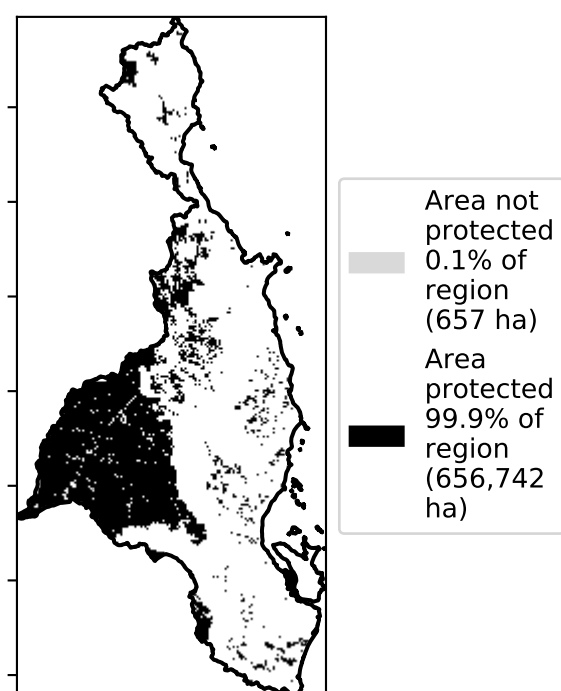 Area not
protected
0.1% of
region
(657 ha)
Area
protected
99.9% of
region
(656,742
ha)